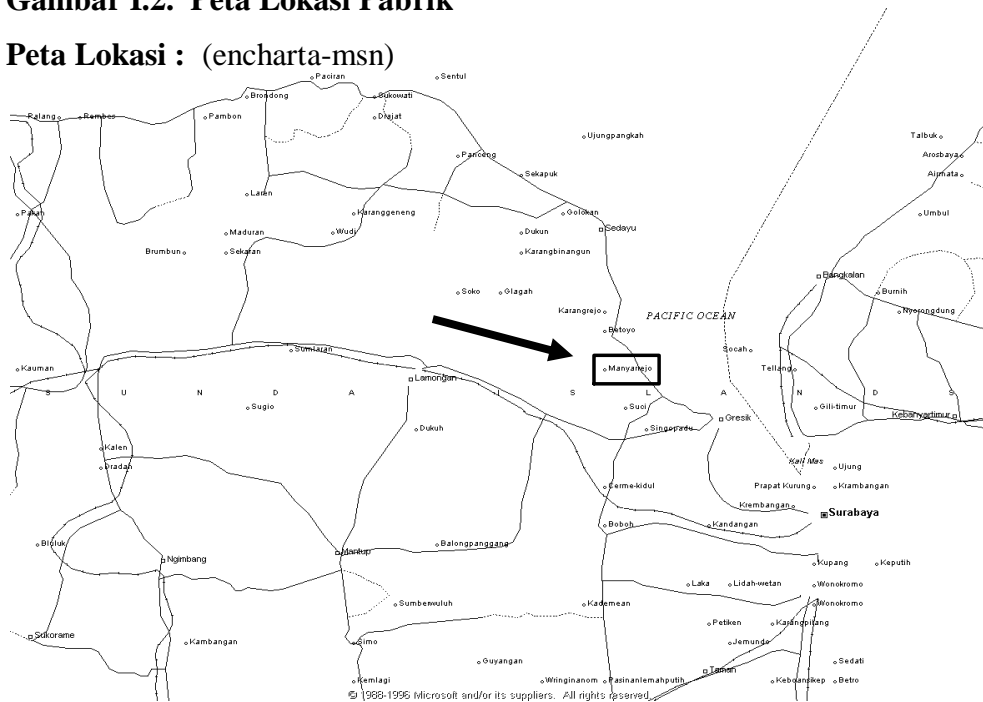 Gambar 1.2. Peta Lokasi Pabrik
Peta Lokasi : (encharta-msn)
Paciran
Sentul
Brondong
Sukowati
Palang
Rembes
Pambon
Drajat
Ujungpangkah
Talbuk
Panceng
Arosbaya
Sekapuk
Airmata
Laren
Pakan
Karanggeneng
Golokan
Umbul
Maduran
Wudi
Dukun
Sedayu
Brumbun
Sekaran
Karangbinangun
Bangkalan
Soko
Glagah
Burnih
Karangrejo
PACIFIC OCEAN
Nyorongdung
Betoyo
Sumlaran
Socah
Kauman
Manyarejo
Tellang
Lamongan
S U N D A I S L A N D S
Sugio
Suci
Gili-timur
Gresik
Kebanyartimur
Dukuh
Singopadu
Kalen
Kali Mas
Dradah
Ujung
Cerme-kidul
Prapat Kurung
Krambangan
Krembangan
Surabaya
Boboh
Kandangan
Bluluk
Balongpanggang
Mantup
Ngimbang
Kupang
Keputih
Laka
Lidah-wetan
Wonokromo
Sumberwuluh
Kademean
Wonokromo
Petiken
Karangpilang
Sukorame
Kambangan
Simo
Jemundo
Guyangan
Sedati
Taman
Kemlagi
Wringinanom
Pasinanlemahputih
Keboansikep
Betro
© 1988-1996 Microsoft and/or its suppliers. All rights reserved.